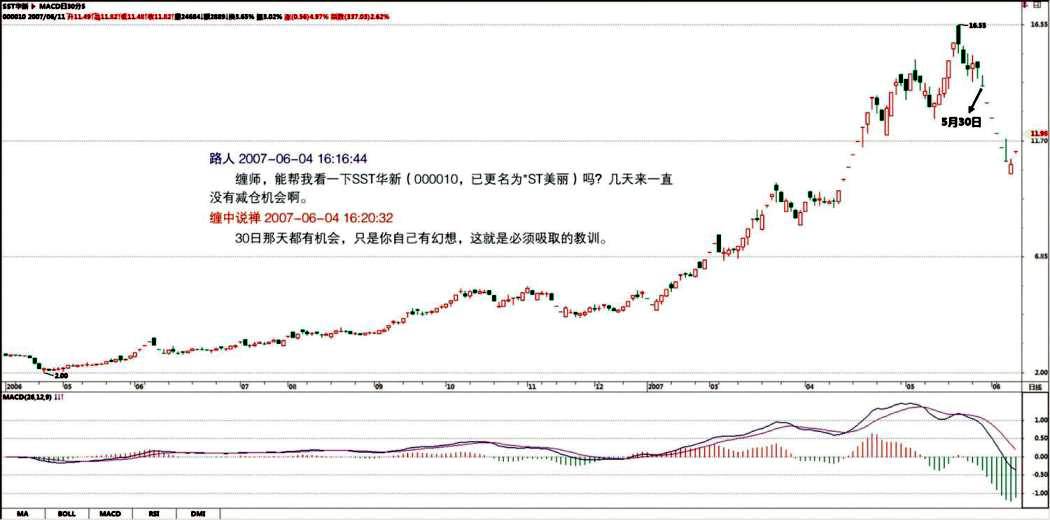 SST华新 ▶ MACD日30分5
000010 2007/06/11 升11.49↑高11.82↑低11.48↑收11.82↑量24684↓额2889↓换3.65% 振3.02% 涨(0.56)4.97% 指数(337.03)2.62%
16.55
16.55
5月30日
11.95
11.70
路人 2007-06-04 16:16:44
缠师，能帮我看一下SST华新（000010，已更名为*ST美丽）吗？几天来一直
没有减仓机会啊。
缠中说禅 2007-06-04 16:20:32
30日那天都有机会，只是你自己有幻想，这就是必须吸取的教训。
6.85
2.00
2.00
2006 05 06 07 08 09 10 11 12 2007 03 04 05 06 日线
MACD(26,12,9) ↓↓↑
1.00
0.50
0.00
-0.50
-1.00
MA BOLL MACD RSI DMI